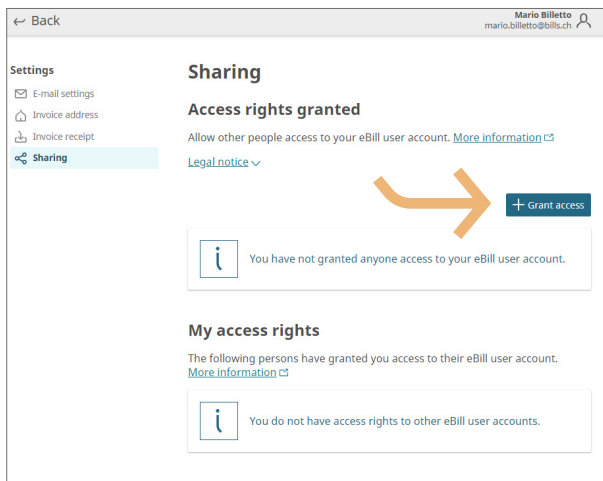 ← Back
Mario Billetto
mario.billetto@bills.ch
Settings
E-mail settings
Invoice address
Invoice receipt
Sharing
Sharing
Access rights granted
Allow other people access to your eBill user account. More information
Legal notice
+ Grant access
i You have not granted anyone access to your eBill user account.
My access rights
The following persons have granted you access to their eBill user account.
More information
i You do not have access rights to other eBill user accounts.